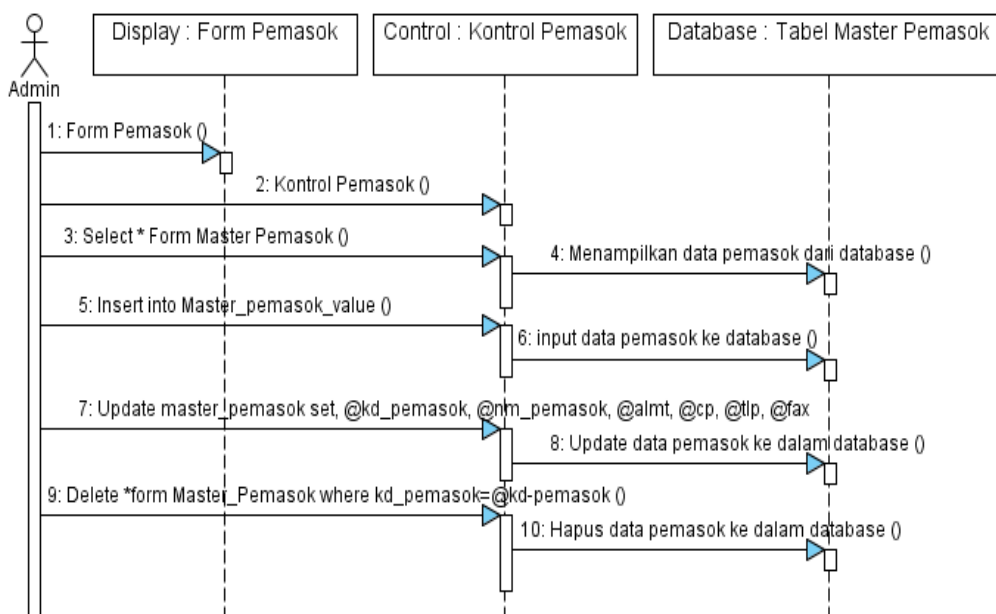 Display : Form Pemasok
Control : Kontrol Pemasok
Database : Tabel Master Pemasok
Admin
1: Form Pemasok ()
2: Kontrol Pemasok ()
3: Select * Form Master Pemasok ()
4: Menampilkan data pemasok dari database ()
5: Insert into Master_pemasok_value ()
6: input data pemasok ke database ()
7: Update master_pemasok set, @kd_pemasok, @nm_pemasok, @almt, @cp, @tlp, @fax
8: Update data pemasok ke dalam database ()
9: Delete *form Master_Pemasok where kd_pemasok=@kd-pemasok ()
10: Hapus data pemasok ke dalam database ()